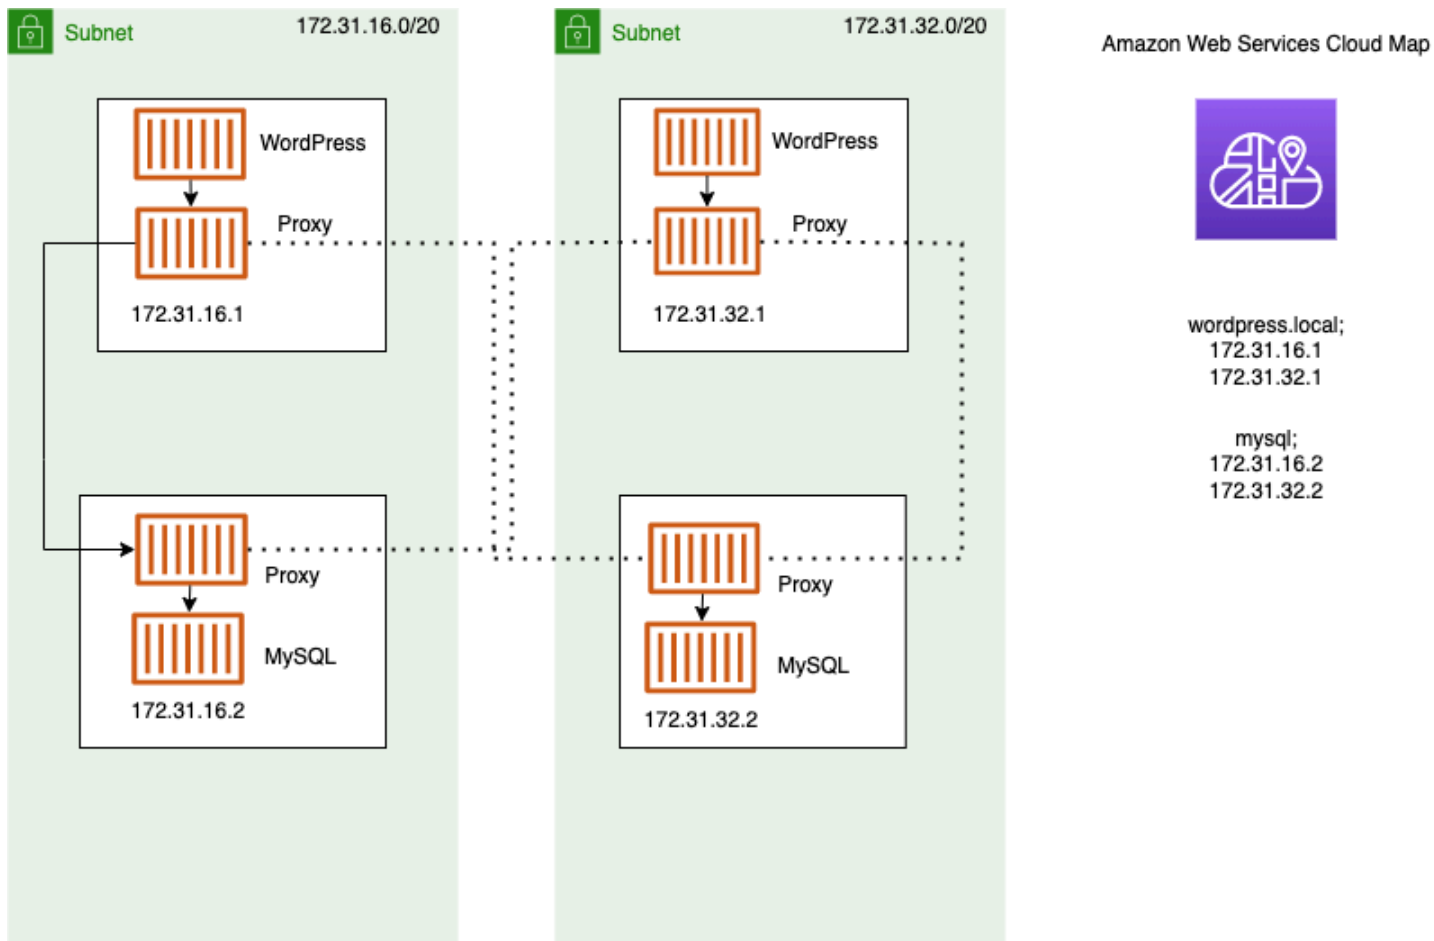 Subnet
172.31.16.0/20
WordPress
Proxy
172.31.16.1
Proxy
MySQL
172.31.16.2
Subnet
172.31.32.0/20
WordPress
Proxy
172.31.32.1
Proxy
MySQL
172.31.32.2
Amazon Web Services Cloud Map
wordpress.local;
172.31.16.1
172.31.32.1
mysql;
172.31.16.2
172.31.32.2